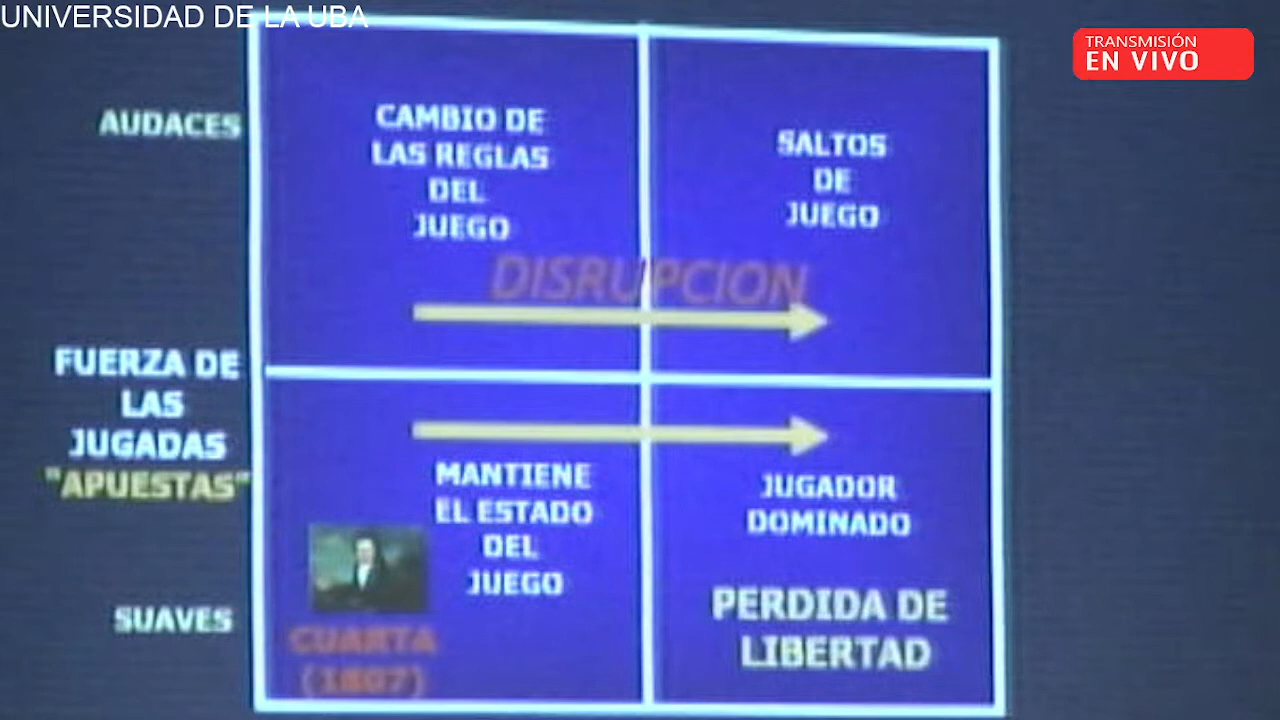 UNIVERSIDAD DE LA UBA
TRANSMISIÓN
EN VIVO
AUDACES
CAMBIO DE
LAS REGLAS
DEL
JUEGO
SALTOS
DE
JUEGO
DISRUPCION
FUERZA DE
LAS
JUGADAS
"APUESTAS"
MANTIENE
EL ESTADO
DEL
JUEGO
JUGADOR
DOMINADO
SUAVES
CUARTA
(1807)
PERDIDA DE
LIBERTAD